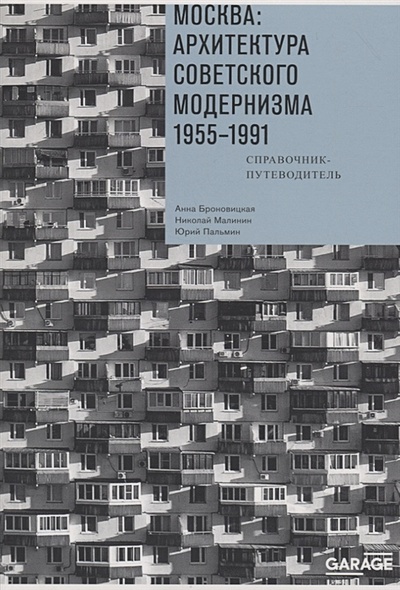 МОСКВА:
АРХИТЕКТУРА
СОВЕТСКОГО
МОДЕРНИЗМА
1955–1991
СПРАВОЧНИК-
ПУТЕВОДИТЕЛЬ
Анна Броновицкая
Николай Малинин
Юрий Пальмин
GARAGE